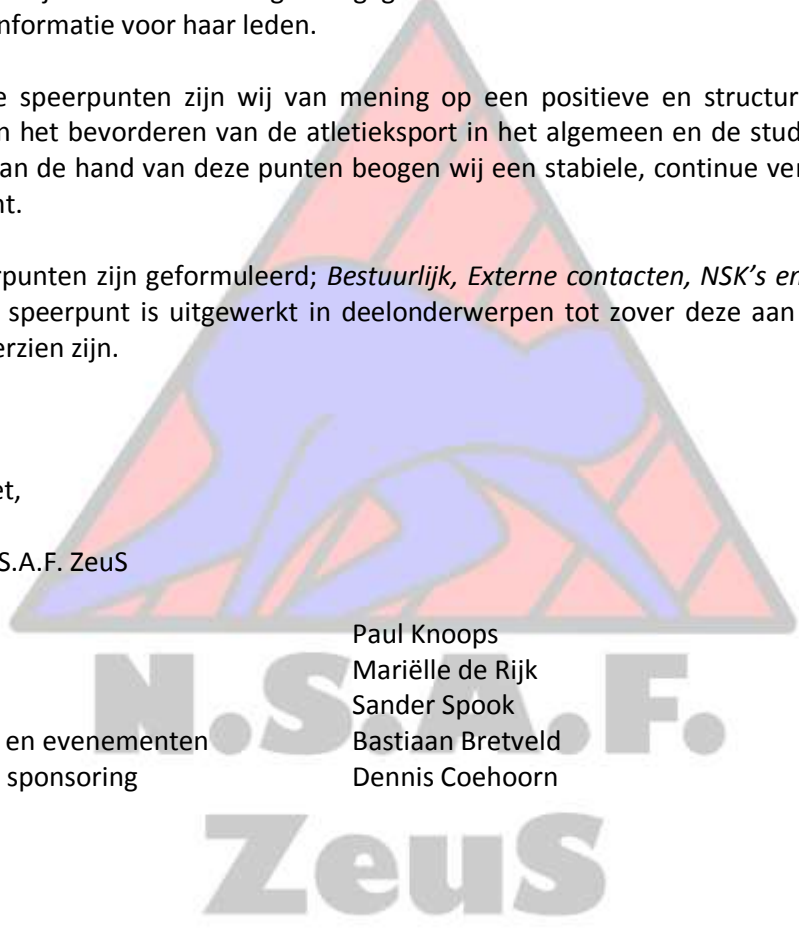 informatie voor haar leden.
e speerpunten zijn wij van mening op een positieve en structur
n het bevorderen van de atletieksport in het algemeen en de stud
an de hand van deze punten beogen wij een stabiele, continue ver
nt.
rpunten zijn geformuleerd; Bestuurlijk, Externe contacten, NSK's en
speerpunt is uitgewerkt in deelonderwerpen tot zover deze aan
erzien zijn.
et,
S.A.F. ZeuS
Paul Knoops
Mariëlle de Rijk
Sander Spook
en evenementen Bastiaan Bretveld
sponsoring Dennis Coehoorn
N.S.A.F.
ZeuS